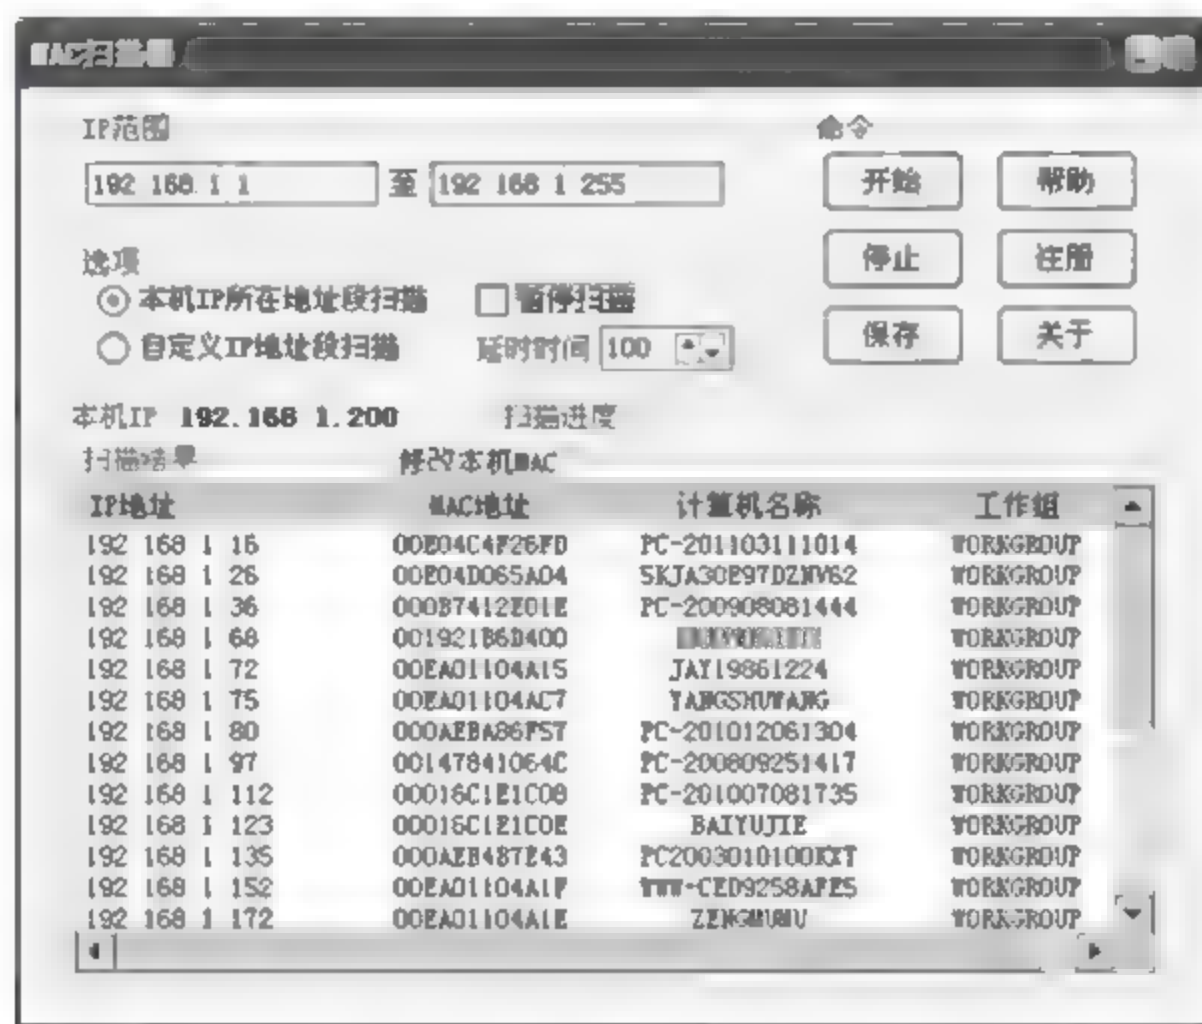 MAC扫描器
IP范围
命令
192 168 1 1 至 192 168 1 255
开始 帮助
选项
停止 注册
本机IP所在地址段扫描 暂停扫描
自定义IP地址段扫描 延时时间 100
保存 关于
本机IP 192.168 1.200 扫描进度
扫描结果 修改本机MAC
IP地址 MAC地址 计算机名称 工作组
192 168 1 16 00E04C4F26FD PC-201103111014 WORKGROUP
192 168 1 26 00E04D065A04 WORKGROUP
192 168 1 36 000B7412E01E PC-200908081444 WORKGROUP
192 168 1 68 001921B6D400 WORKGROUP
192 168 1 72 00EA01104A15 JAY19861224 WORKGROUP
192 168 1 75 00EA01104AC7 WORKGROUP
192 168 1 80 000AEBA86F57 PC-201012061304 WORKGROUP
192 168 1 97 00147841064C PC-200809251417 WORKGROUP
192 168 1 112 00016C1E1C08 PC-201007081735 WORKGROUP
192 168 1 123 00016C1E1C0E BAIYUJIE WORKGROUP
192 168 1 135 000AEB487E43 WORKGROUP
192 168 1 152 00EA01104A1F WWW-CED9258AFE5 WORKGROUP
192 168 1 172 00EA01104A1E WORKGROUP